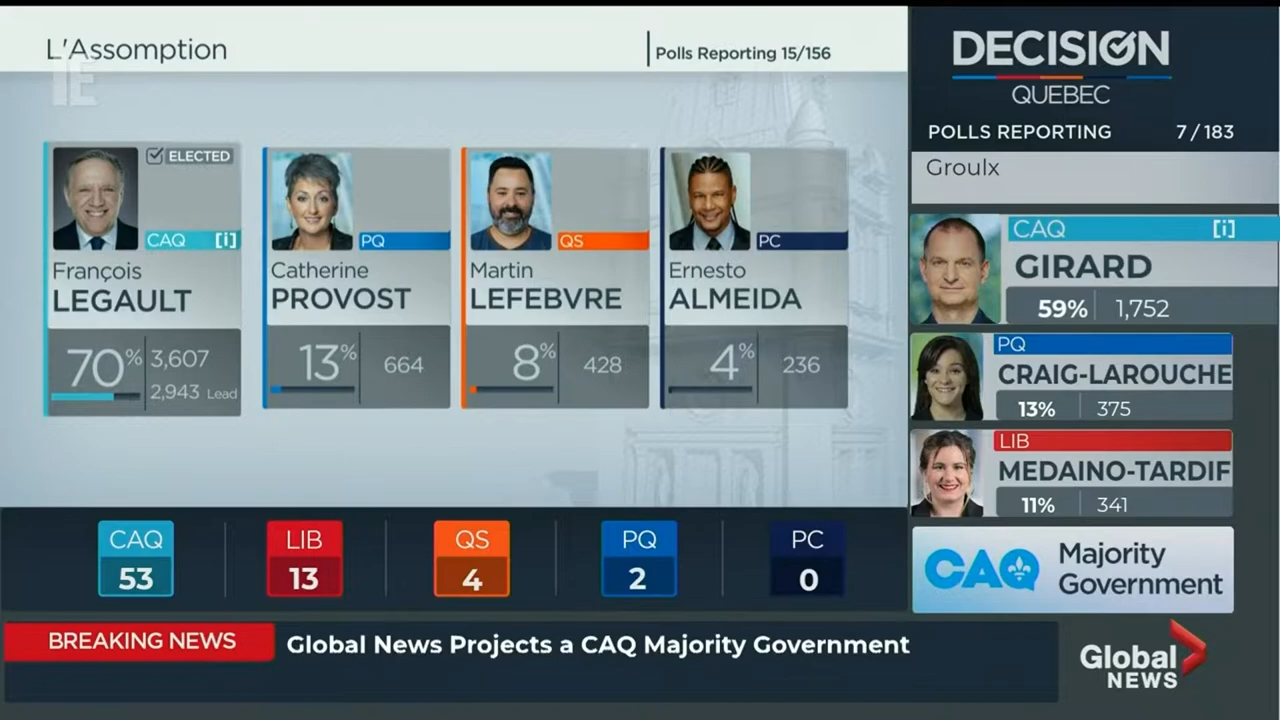 L'Assomption
Polls Reporting 15/156
TE
ELECTED
CAQ [i]
François
LEGAULT
70% 3,607
2,943 Lead
PQ
Catherine
PROVOST
13% 664
QS
Martin
LEFEBVRE
8% 428
PC
Ernesto
ALMEIDA
4% 236
DECISION
QUEBEC
POLLS REPORTING 7 / 183
Groulx
CAQ [i]
GIRARD
59% 1,752
PQ
CRAIG-LAROUCHE
13% 375
LIB
MEDAINO-TARDIF
11% 341
CAQ Majority
Government
CAQ LIB QS PQ PC
53 13 4 2 0
BREAKING NEWS Global News Projects a CAQ Majority Government
Global
NEWS